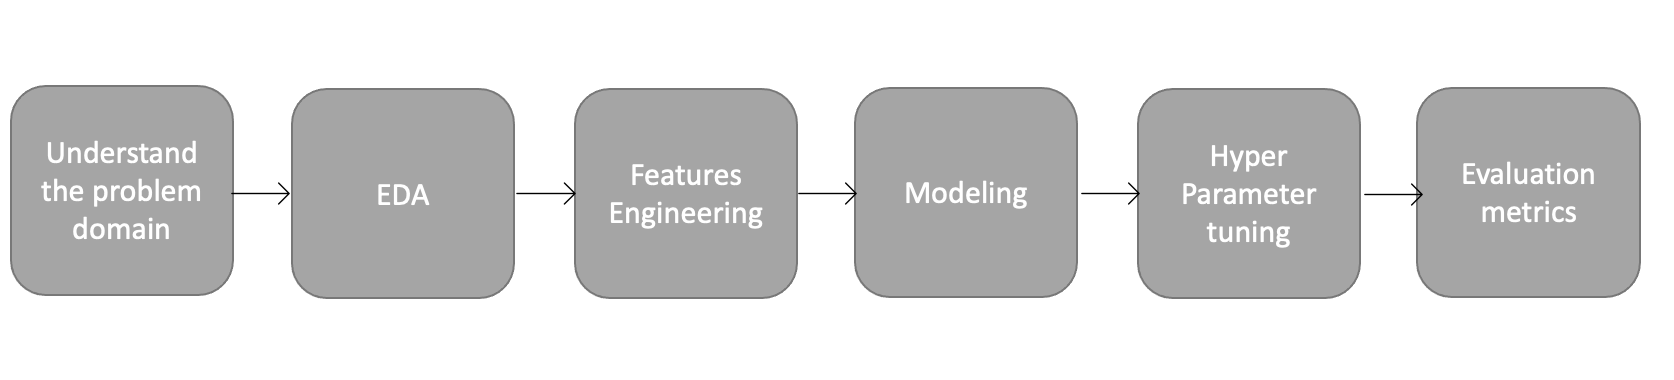 Understand
the problem
domain
EDA
Features
Engineering
Modeling
Hyper
Parameter
tuning
Evaluation
metrics